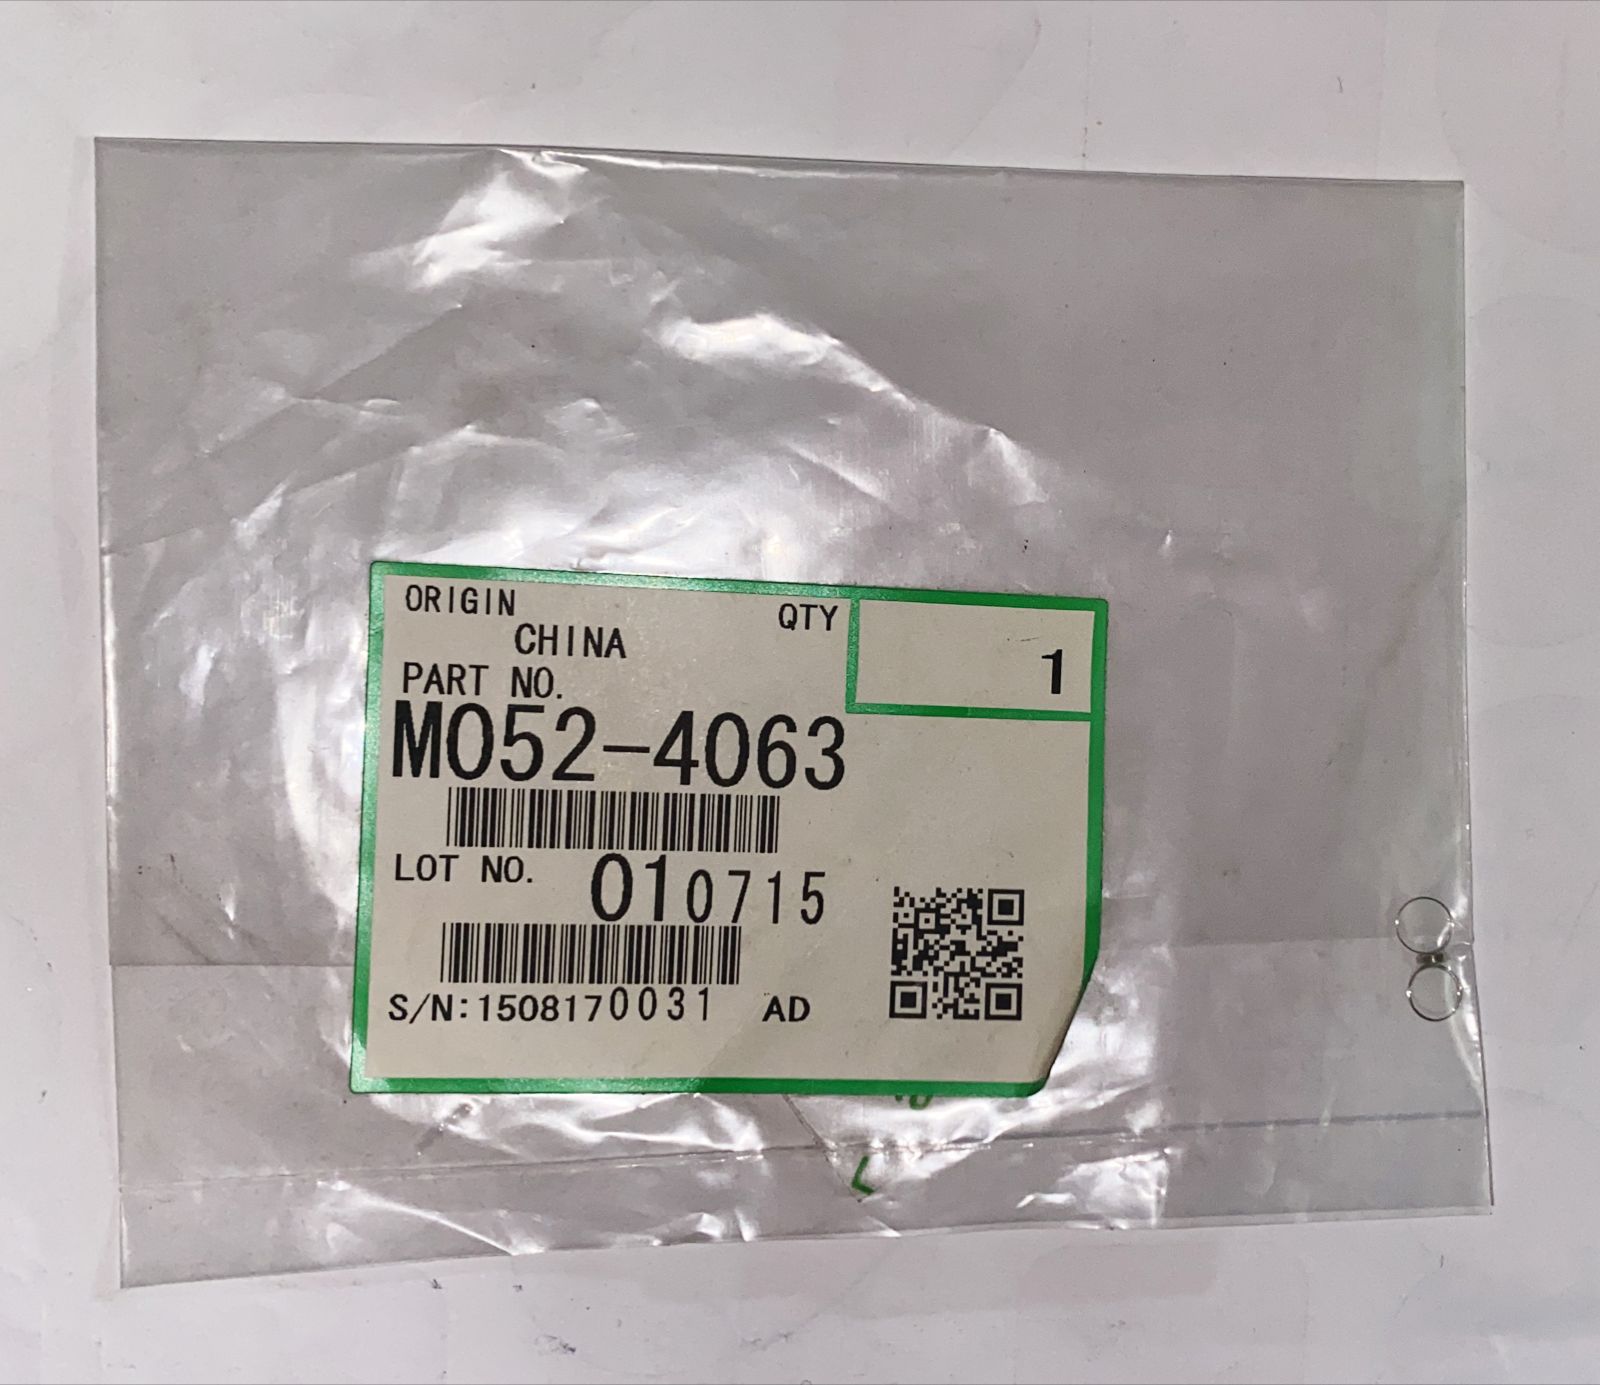 ORIGIN
CHINA
QTY
1
PART NO.
M052-4063
LOT NO. 010715
S/N:1508170031 AD